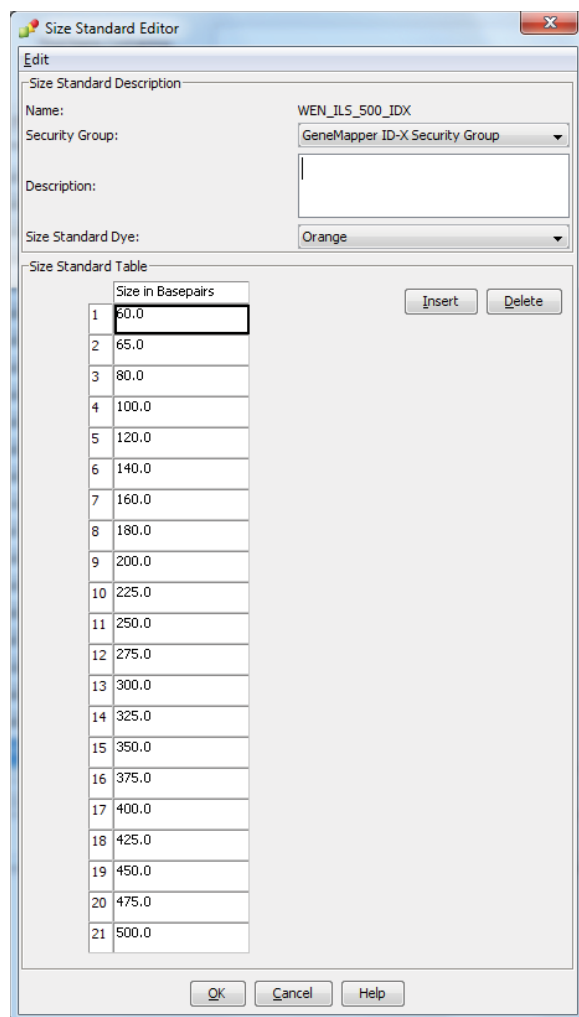 Size Standard Editor
Edit
Size Standard Description
Name: WEN_ILS_500_IDX
Security Group: GeneMapper ID-X Security Group
Description:
Size Standard Dye: Orange
Size Standard Table
Size in Basepairs
Insert Delete
1 60.0
2 65.0
3 80.0
4 100.0
5 120.0
6 140.0
7 160.0
8 180.0
9 200.0
10 225.0
11 250.0
12 275.0
13 300.0
14 325.0
15 350.0
16 375.0
17 400.0
18 425.0
19 450.0
20 475.0
21 500.0
OK Cancel Help